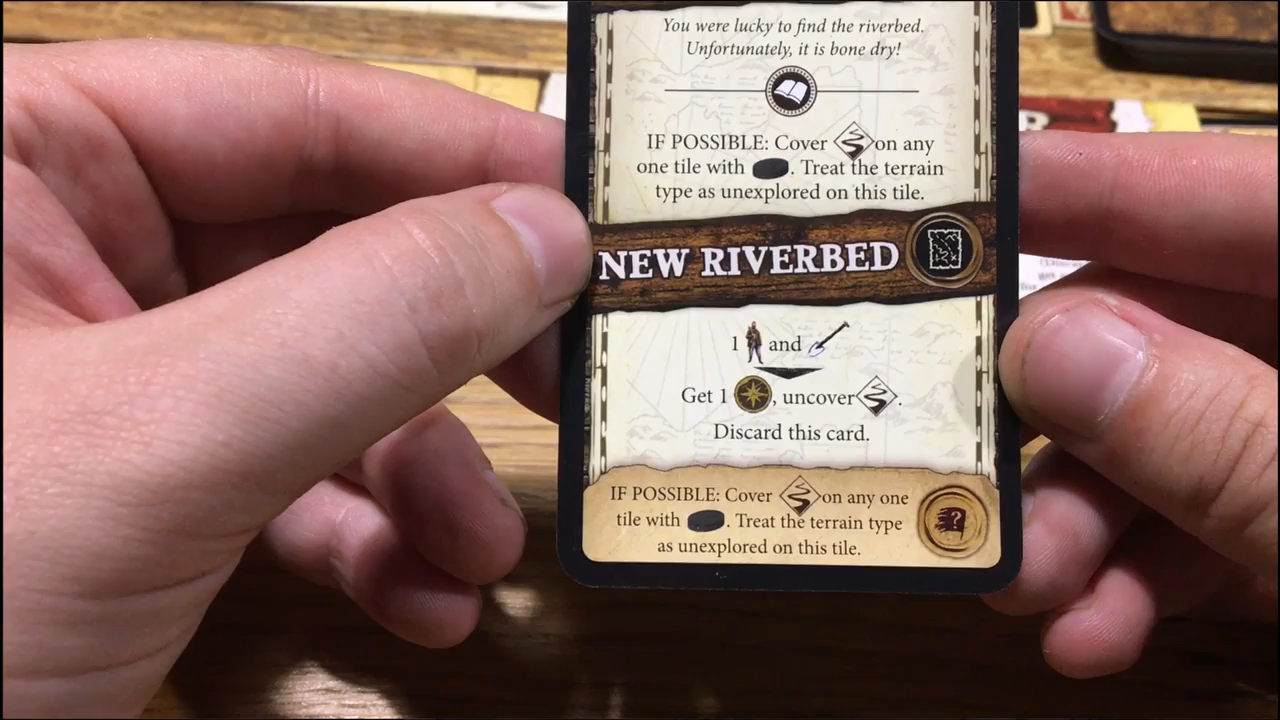 You were lucky to find the riverbed.
Unfortunately, it is bone dry!
IF POSSIBLE: Cover on any
one tile with . Treat the terrain
type as unexplored on this tile.
NEW RIVERBED
1 and
Get 1 , uncover .
Discard this card.
IF POSSIBLE: Cover on any one
tile with . Treat the terrain type
as unexplored on this tile.
?